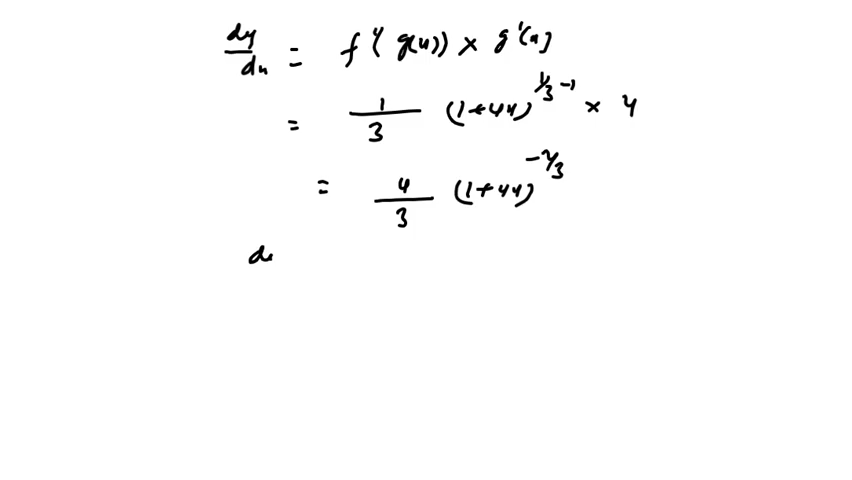 dy/dx = f'(g(x)) × g'(x)
= 1/3 (1+4x)^{1/3 -1} × 4
= 4/3 (1+4x)^{-2/3}